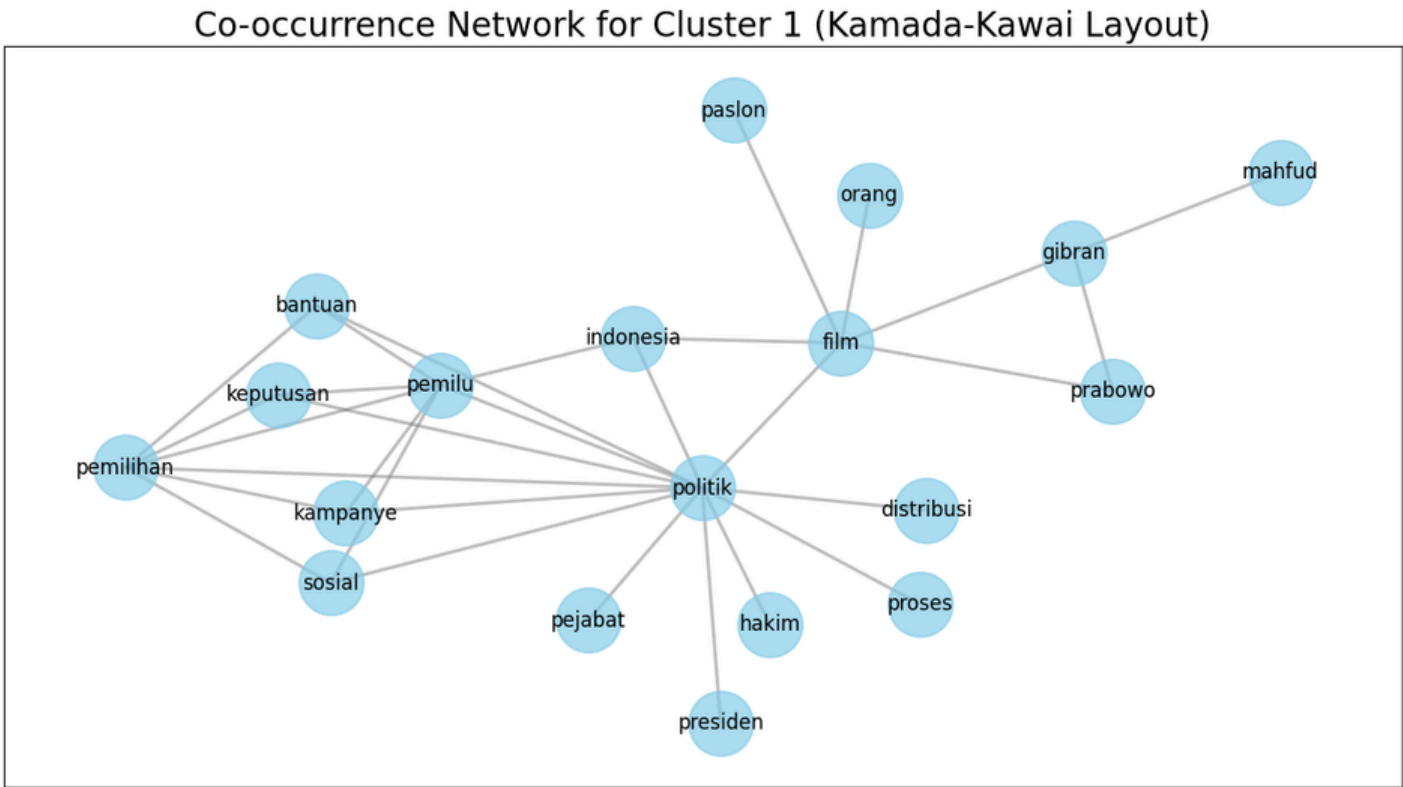 Co-occurrence Network for Cluster 1 (Kamada-Kawai Layout)
paslon
mahfud
orang
gibran
bantuan
indonesia
film
pemilu
prabowo
keputusan
pemilihan
politik
distribusi
kampanye
sosial
proses
pejabat
hakim
presiden